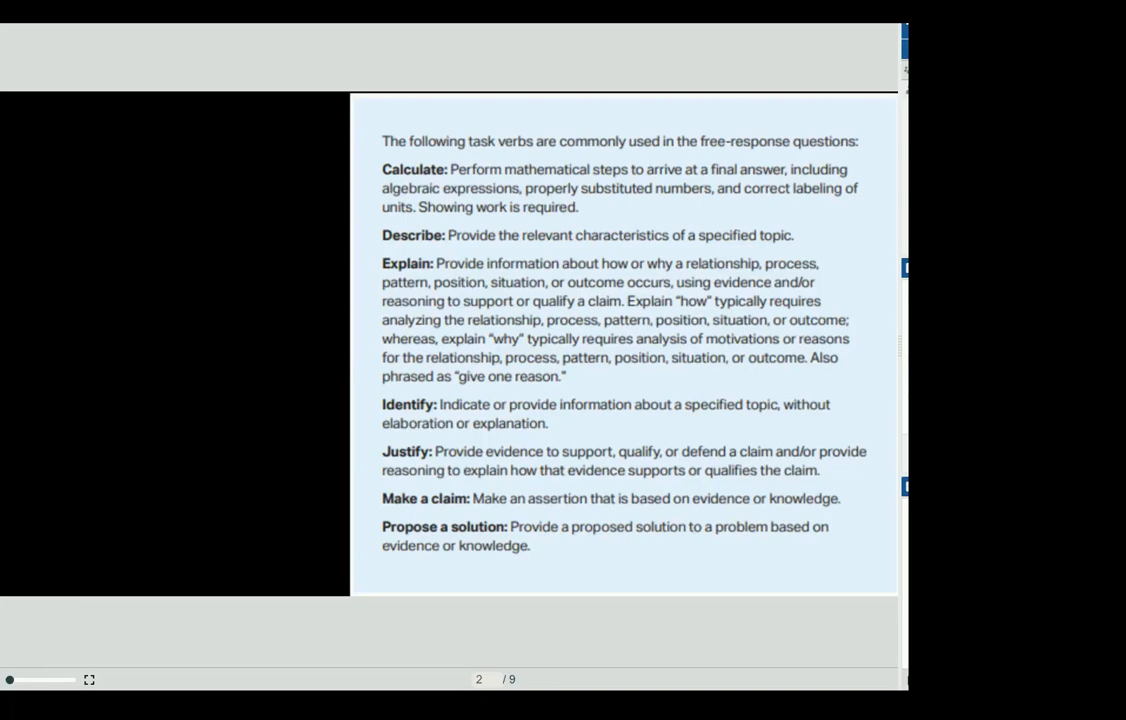 The following task verbs are commonly used in the free-response questions:
Calculate: Perform mathematical steps to arrive at a final answer, including
algebraic expressions, properly substituted numbers, and correct labeling of
units. Showing work is required.
Describe: Provide the relevant characteristics of a specified topic.
Explain: Provide information about how or why a relationship, process,
pattern, position, situation, or outcome occurs, using evidence and/or
reasoning to support or qualify a claim. Explain “how” typically requires
analyzing the relationship, process, pattern, position, situation, or outcome;
whereas, explain “why” typically requires analysis of motivations or reasons
for the relationship, process, pattern, position, situation, or outcome. Also
phrased as “give one reason.”
Identify: Indicate or provide information about a specified topic, without
elaboration or explanation.
Justify: Provide evidence to support, qualify, or defend a claim and/or provide
reasoning to explain how that evidence supports or qualifies the claim.
Make a claim: Make an assertion that is based on evidence or knowledge.
Propose a solution: Provide a proposed solution to a problem based on
evidence or knowledge.
2 / 9